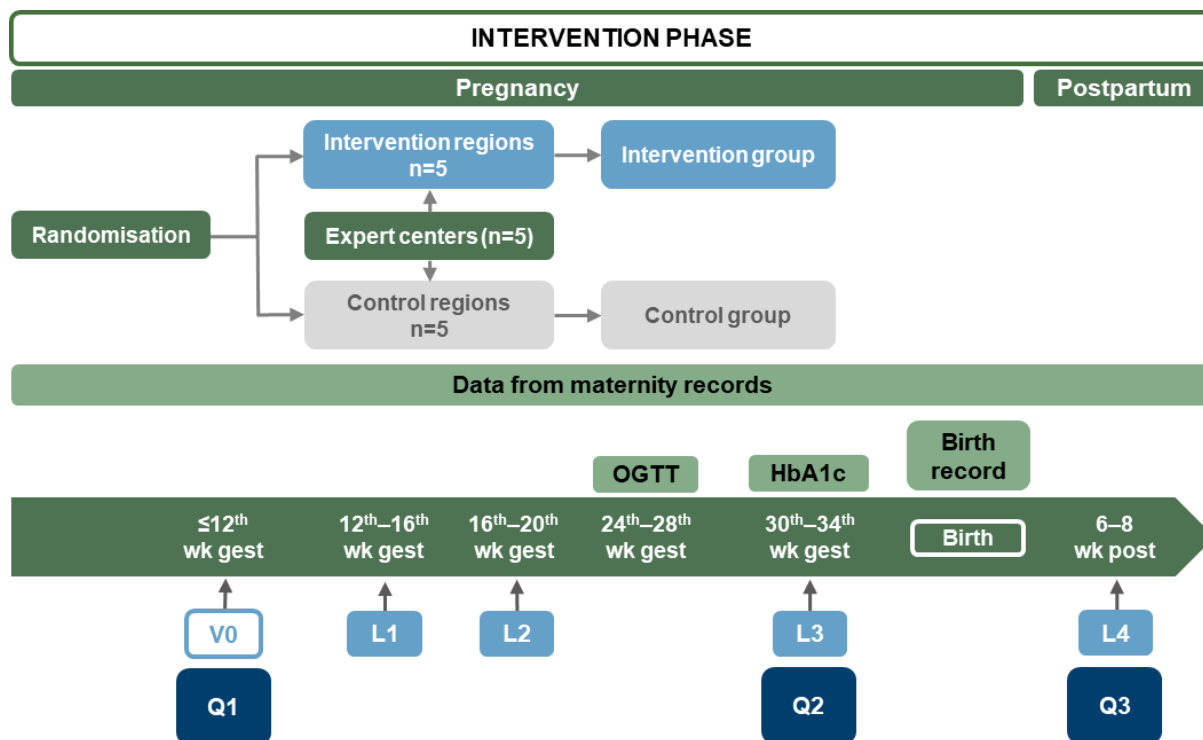 INTERVENTION PHASE
Pregnancy
Postpartum
Intervention regions
n=5
Intervention group
Randomisation
Expert centers (n=5)
Control regions
n=5
Control group
Data from maternity records
OGTT
HbA1c
Birth
record
≤12th
wk gest
12th–16th
wk gest
16th–20th
wk gest
24th–28th
wk gest
30th–34th
wk gest
Birth
6–8
wk post
V0
L1
L2
L3
L4
Q1
Q2
Q3